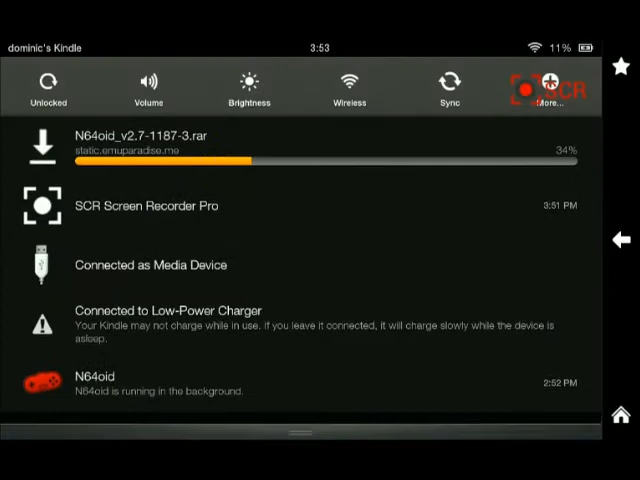 dominic's Kindle
3:53
11%
Unlocked
Volume
Brightness
Wireless
Sync
More...
SCR
N64oid_v2.7-1187-3.rar
static.emuparadise.me
34%
SCR Screen Recorder Pro
3:51 PM
Connected as Media Device
Connected to Low-Power Charger
Your Kindle may not charge while in use. If you leave it connected, it will charge slowly while the device is
asleep.
N64oid
N64oid is running in the background.
2:52 PM